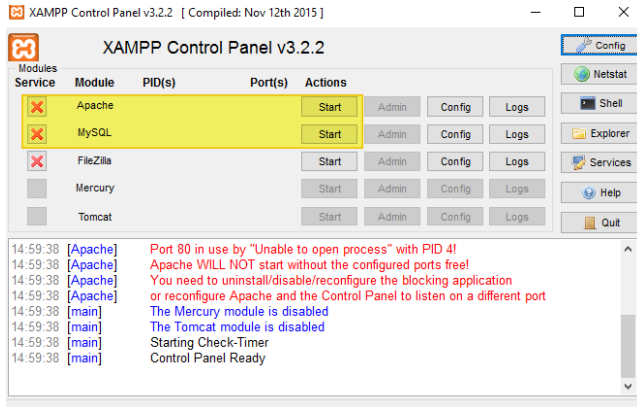 XAMPP Control Panel v3.2.2 [ Compiled: Nov 12th 2015 ]
XAMPP Control Panel v3.2.2
Config
Modules
Service Module PID(s) Port(s) Actions
Netstat
Apache Start Admin Config Logs
Shell
MySQL Start Admin Config Logs
Explorer
FileZilla Start Admin Config Logs
Services
Mercury Start Admin Config Logs
Help
Tomcat Start Admin Config Logs
Quit
14:59:38 [Apache] Port 80 in use by "Unable to open process" with PID 4!
14:59:38 [Apache] Apache WILL NOT start without the configured ports free!
14:59:38 [Apache] You need to uninstall/disable/reconfigure the blocking application
14:59:38 [Apache] or reconfigure Apache and the Control Panel to listen on a different port
14:59:38 [main] The Mercury module is disabled
14:59:38 [main] The Tomcat module is disabled
14:59:38 [main] Starting Check-Timer
14:59:38 [main] Control Panel Ready